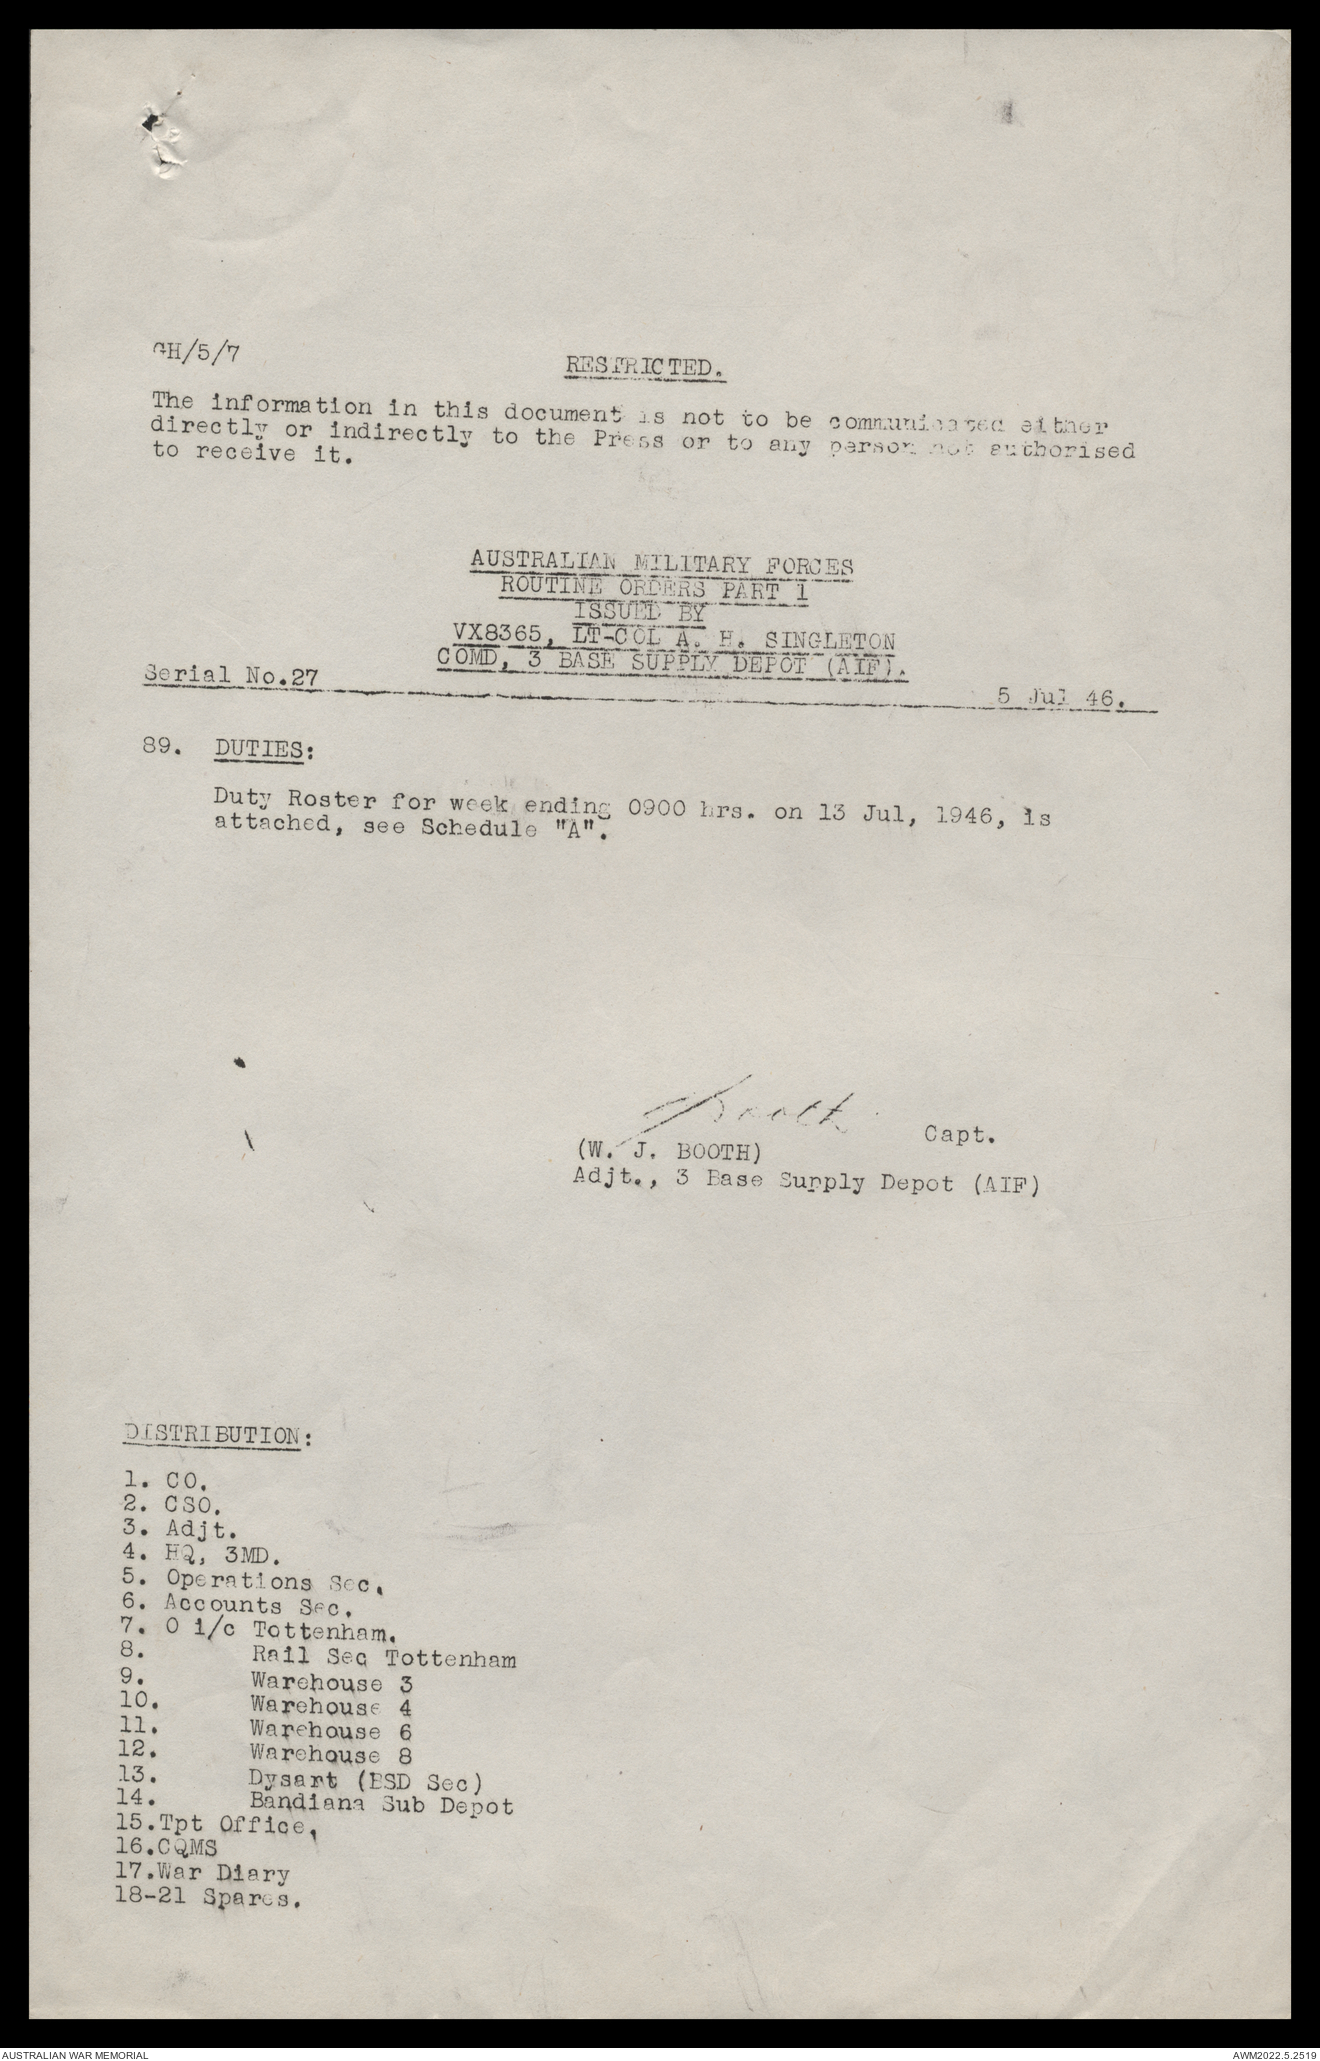 GH/5/7
RESTRICTED.
The information in this document is not to be communicated either
directly or indirectly to the Press or to any person not authorised
to receive it.
AUSTRALIAN MILITARY FORCES
ROUTINE ORDERS PART 1
ISSUED BY
VX8365, LT-COL A. H. SINGLETON
COMD, 3 BASE SUPPLY DEPOT (AIF).
Serial No.27
5 Jul 46.
89. DUTIES:
Duty Roster for week ending 0900 hrs. on 13 Jul, 1946, is
attached, see Schedule "A".
Booth
Capt.
(W. J. BOOTH)
Adjt., 3 Base Supply Depot (AIF)
DISTRIBUTION:
1. CO.
2. CSO.
3. Adjt.
4. HQ, 3MD.
5. Operations Sec.
6. Accounts Sec.
7. O i/c Tottenham.
8. Rail Sec Tottenham
9. Warehouse 3
10. Warehouse 4
11. Warehouse 6
12. Warehouse 8
13. Dysart (BSD Sec)
14. Bandiana Sub Depot
15.Tpt Office.
16.CQMS
17.War Diary
18-21 Spares.
AUSTRALIAN WAR MEMORIAL
AWM2022.5.2519